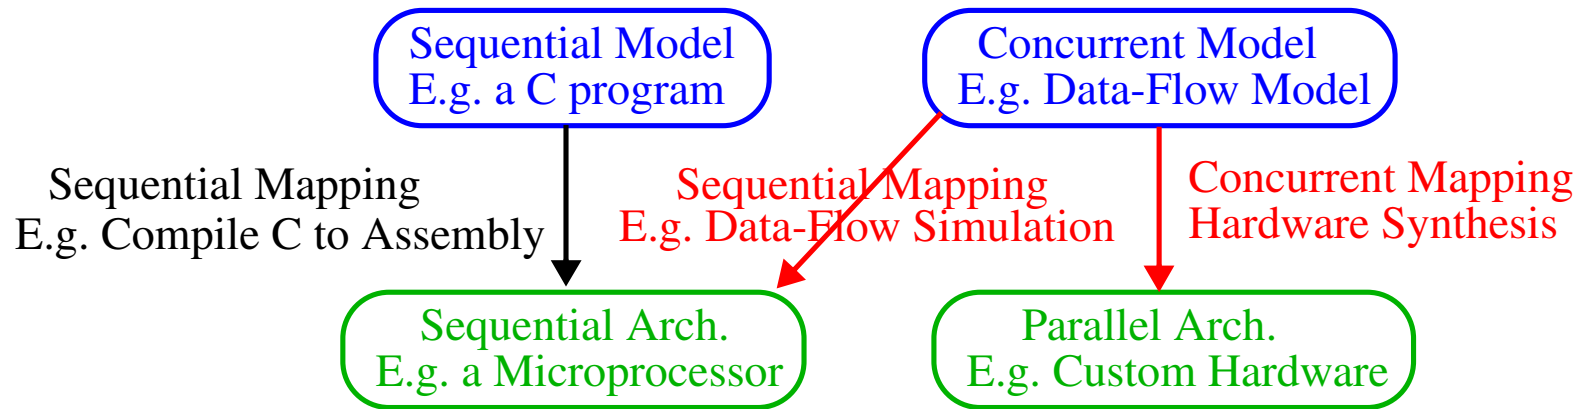 Sequential Model
E.g. a C program
Concurrent Model
E.g. Data-Flow Model
Sequential Mapping
E.g. Compile C to Assembly
Sequential Mapping
E.g. Data-Flow Simulation
Concurrent Mapping
Hardware Synthesis
Sequential Arch.
E.g. a Microprocessor
Parallel Arch.
E.g. Custom Hardware